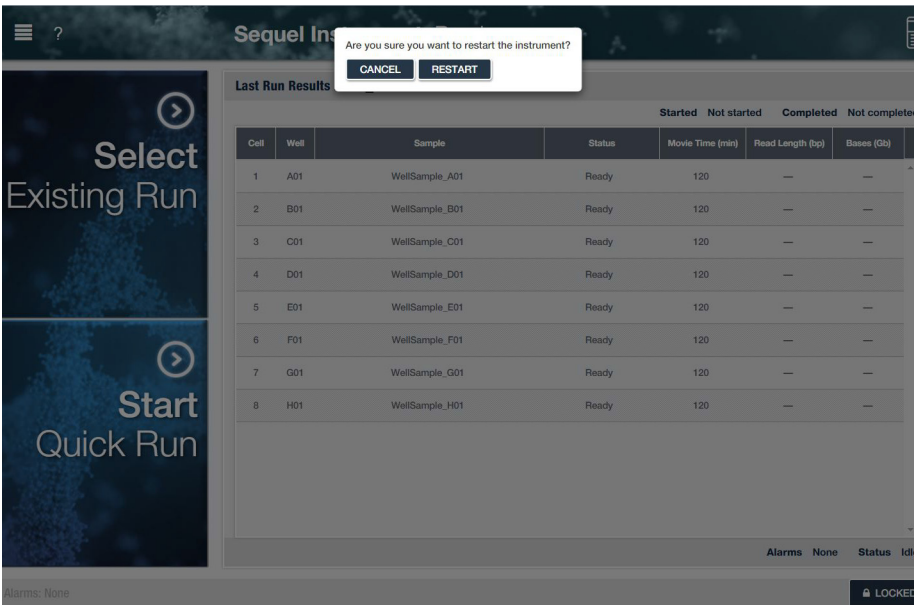 ?
Sequel Ins
Are you sure you want to restart the instrument?
CANCEL RESTART
Select
Existing Run
Start
Quick Run
Last Run Results
Started Not started Completed Not complete
Cell Well Sample Status Movie Time (min) Read Length (bp) Bases (Gb)
1 A01 WellSample_A01 Ready 120 — —
2 B01 WellSample_B01 Ready 120 — —
3 C01 WellSample_C01 Ready 120 — —
4 D01 WellSample_D01 Ready 120 — —
5 E01 WellSample_E01 Ready 120 — —
6 F01 WellSample_F01 Ready 120 — —
7 G01 WellSample_G01 Ready 120 — —
8 H01 WellSample_H01 Ready 120 — —
Alarms None Status Idl
Alarms: None
LOCKED